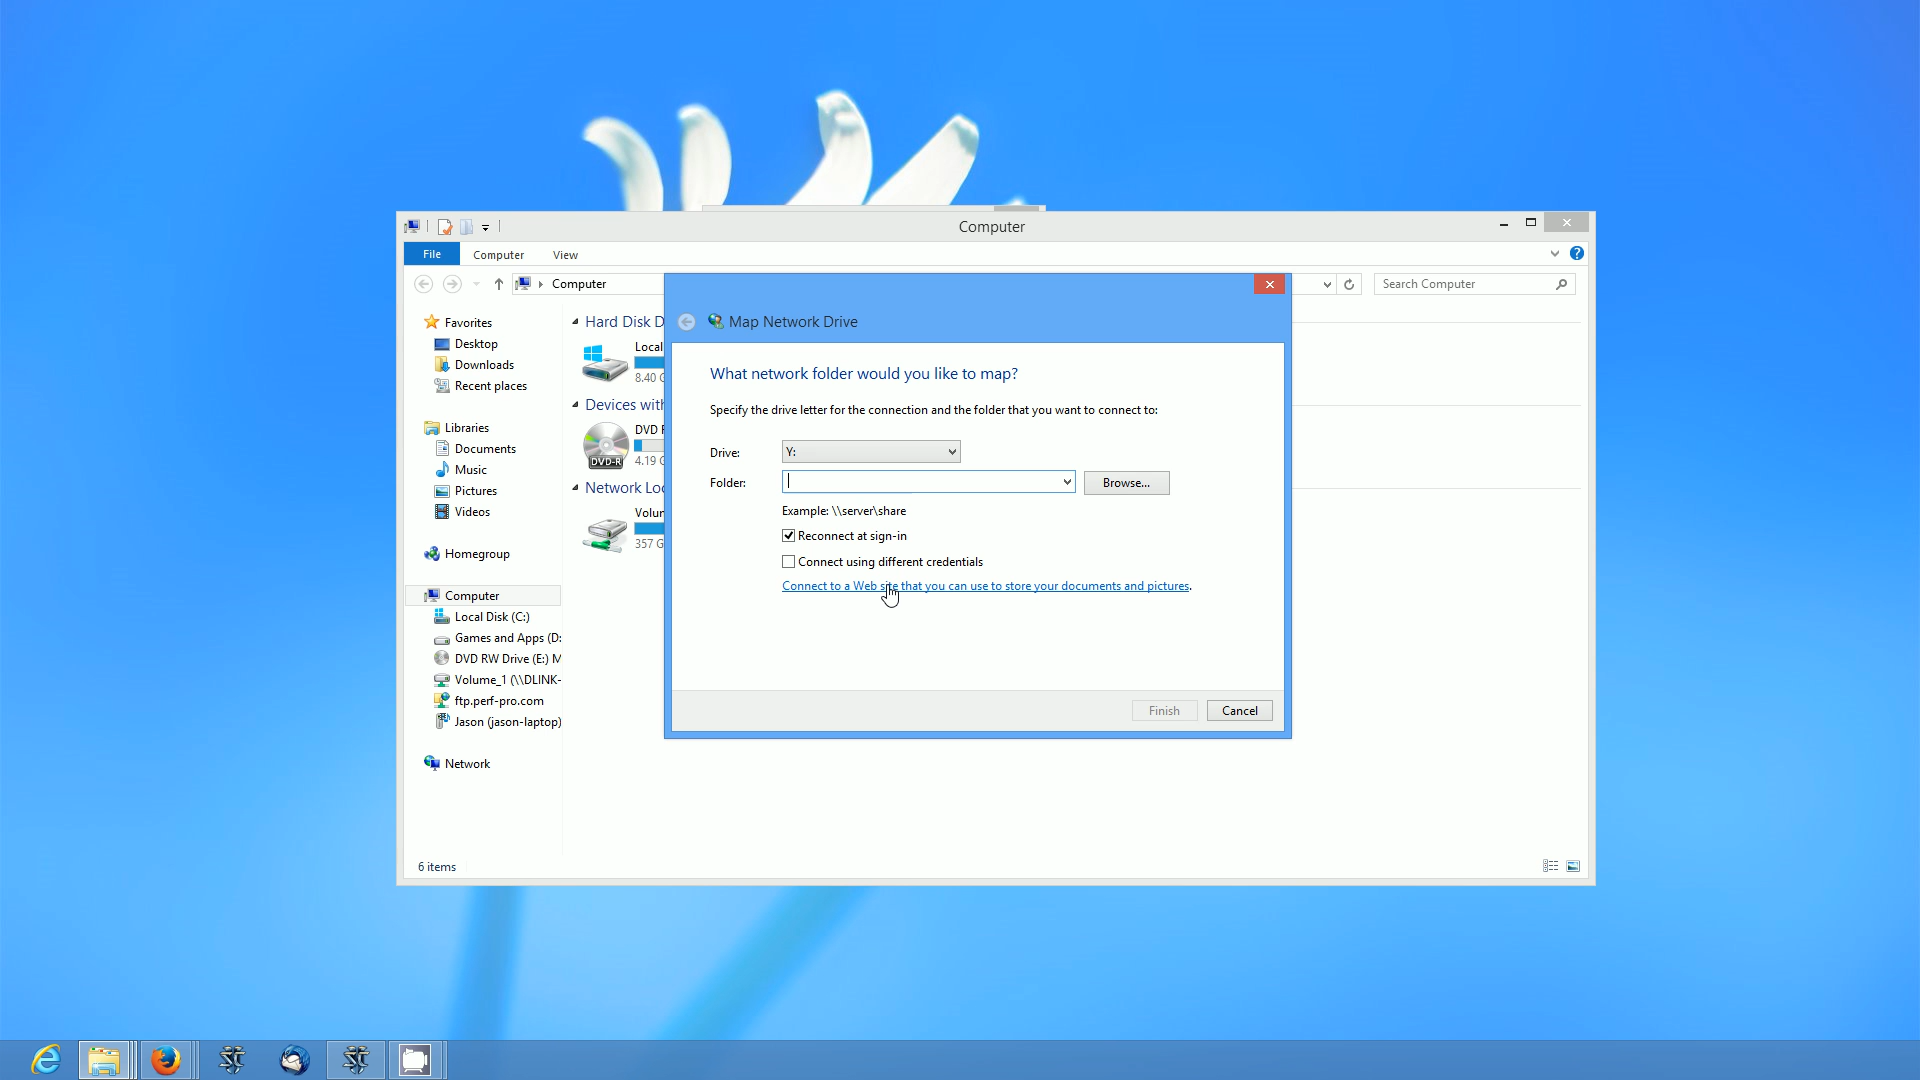 Computer
File
Computer
View
Computer
Search Computer
Favorites
Desktop
Downloads
Recent places
Libraries
Documents
Music
Pictures
Videos
Homegroup
Computer
Local Disk (C:)
Games and Apps (D:
DVD RW Drive (E:) M
Volume_1 (\\DLINK-
ftp.perf-pro.com
Jason (jason-laptop)
Network
Hard Disk D
Local
8.40 G
Devices with
DVD R
DVD-R
4.19 G
Network Loc
Volum
357 G
Map Network Drive
What network folder would you like to map?
Specify the drive letter for the connection and the folder that you want to connect to:
Drive: Y:
Folder: Browse...
Example: \\server\share
Reconnect at sign-in
Connect using different credentials
Connect to a Web site that you can use to store your documents and pictures.
Finish Cancel
6 items